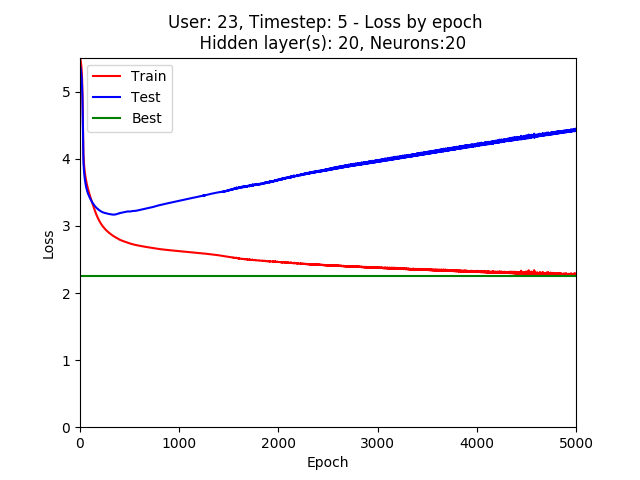 User: 23, Timestep: 5 - Loss by epoch
Hidden layer(s): 20, Neurons:20
Train
Test
Best
5
4
3
2
1
0
Loss
0 1000 2000 3000 4000 5000
Epoch